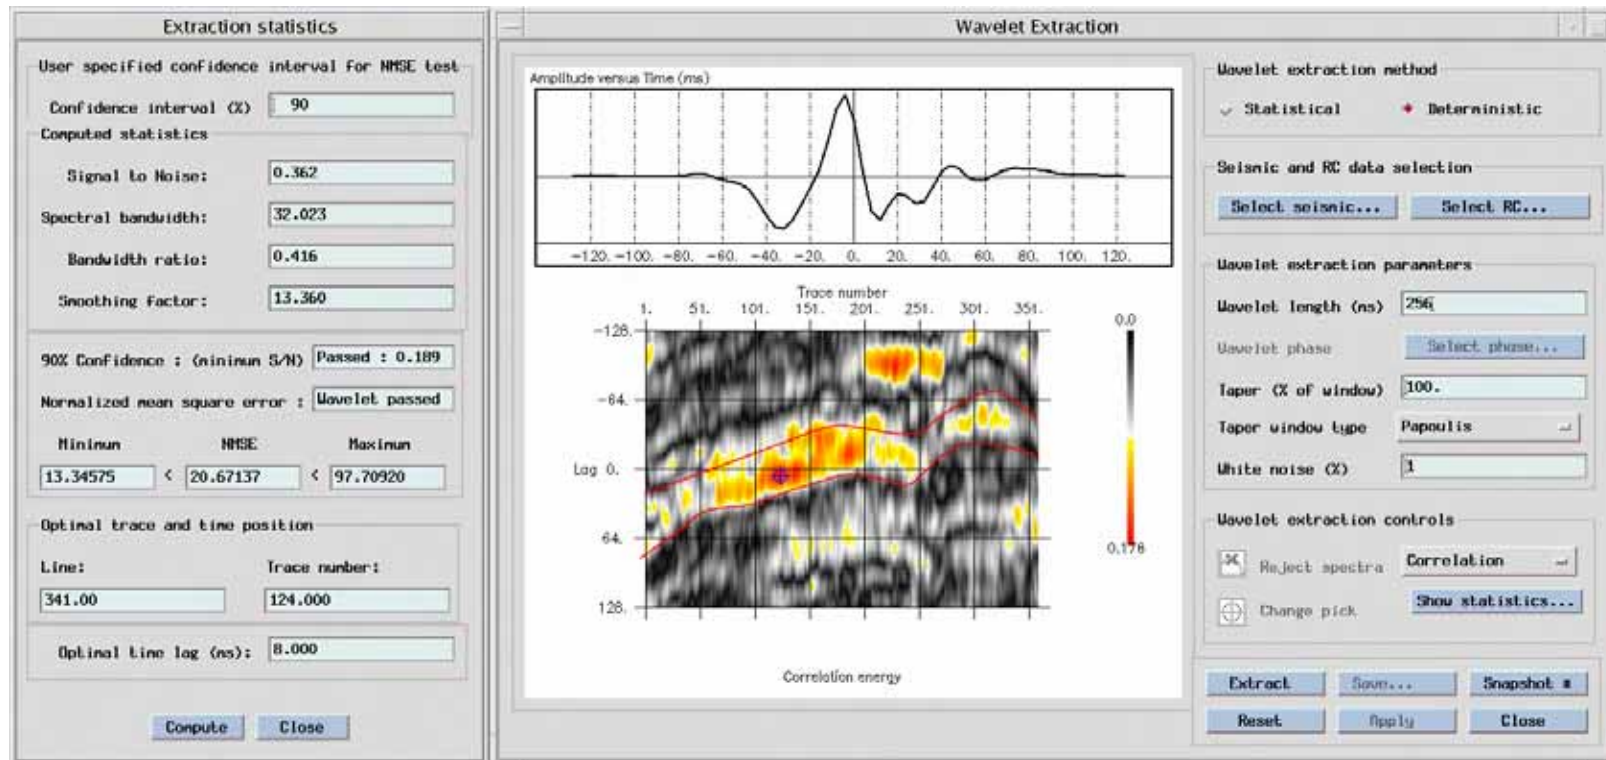 Extraction statistics
User specified confidence interval for NMSE test
Confidence interval (%) 90
Computed statistics
Signal to Noise: 0.362
Spectral bandwidth: 32.023
Bandwidth ratio: 0.416
Smoothing factor: 13.360
90% Confidence : (minimum S/N) Passed : 0.189
Normalized mean square error : Wavelet passed
Minimum NMSE Maximum
13.34575 < 20.67137 < 97.70920
Optimal trace and time position
Line: Trace number:
341.00 124.000
Optimal time lag (ms): 8.000
Compute Close
Wavelet Extraction
Amplitude versus Time (ms)
-120. -100. -80. -60. -40. -20. 0. 20. 40. 60. 80. 100. 120.
Trace number
1. 51. 101. 151. 201. 251. 301. 351.
-128.
-64.
Lag 0.
64.
128.
0.0
0.178
Correlation energy
Wavelet extraction method
Statistical Deterministic
Seismic and RC data selection
Select seismic... Select RC...
Wavelet extraction parameters
Wavelet length (ms) 256
Wavelet phase Select phase...
Taper (% of window) 100.
Taper window type Papoulis
White noise (%) 1
Wavelet extraction controls
Reject spectra Correlation
Change pick Show statistics...
Extract Save... Snapshot
Reset Apply Close